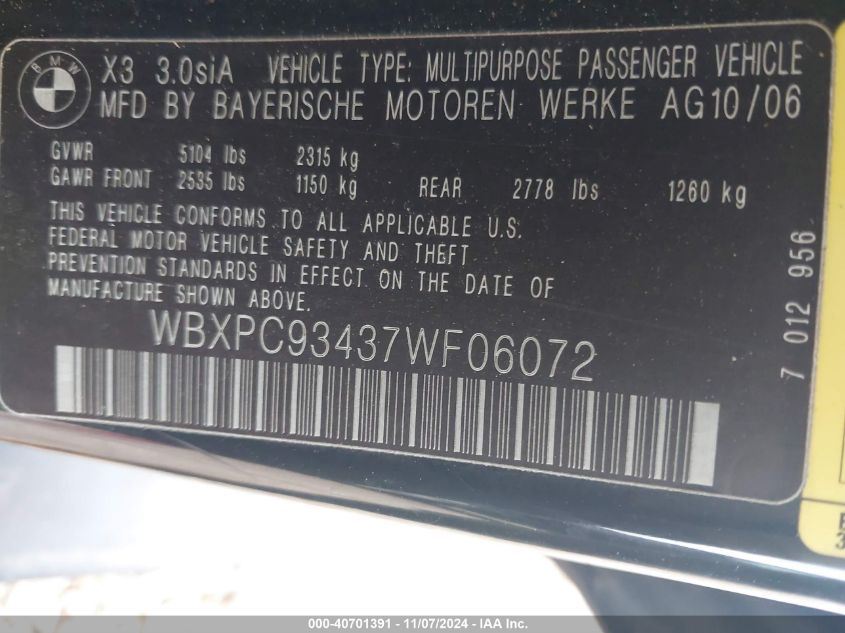 BMW
X3 3.0siA VEHICLE TYPE: MULTIPURPOSE PASSENGER VEHICLE
MFD BY BAYERISCHE MOTOREN WERKE AG10/06
GVWR 5104 lbs 2315 kg
GAWR FRONT 2535 lbs 1150 kg REAR 2778 lbs 1260 kg
THIS VEHICLE CONFORMS TO ALL APPLICABLE U.S.
FEDERAL MOTOR VEHICLE SAFETY AND THEFT
PREVENTION STANDARDS IN EFFECT ON THE DATE OF
MANUFACTURE SHOWN ABOVE.
WBXPC93437WF06072
7 012 956
000-40701391 - 11/07/2024 - IAA Inc.